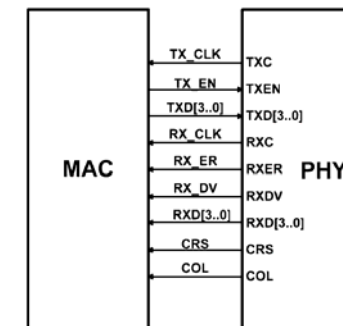 TX_CLK TXC
TX_EN TXEN
TXD[3..0] TXD[3..0]
RX_CLK RXC
MAC RX_ER RXER PHY
RX_DV RXDV
RXD[3..0] RXD[3..0]
CRS CRS
COL COL